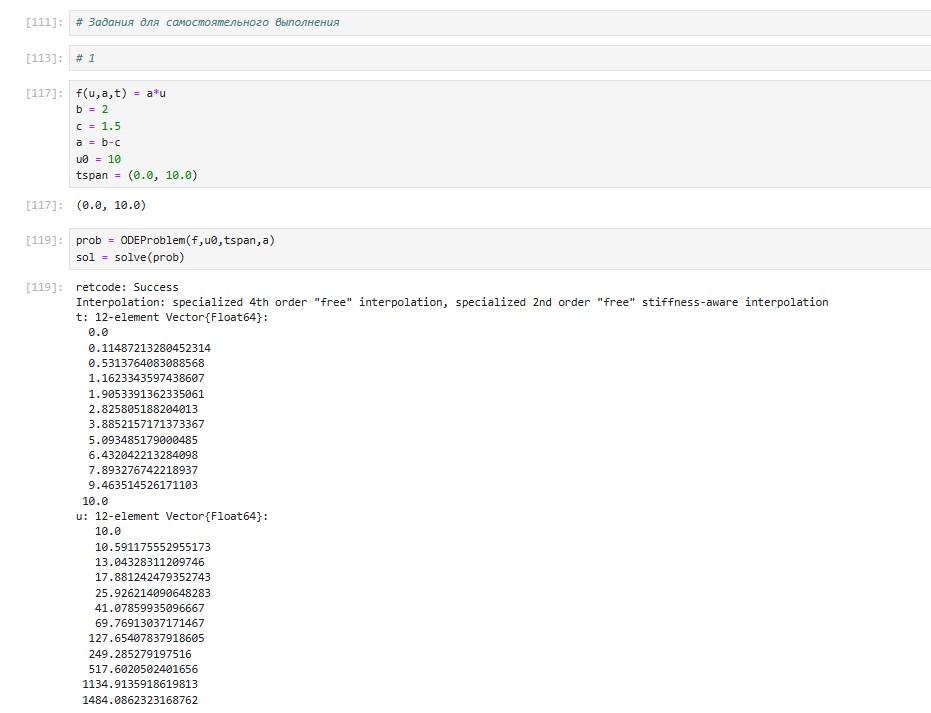 [111]: # Задания для самостоятельного выполнения
[113]: # 1
[117]: f(u,a,t) = a*u
b = 2
c = 1.5
a = b-c
u0 = 10
tspan = (0.0, 10.0)
[117]: (0.0, 10.0)
[119]: prob = ODEProblem(f,u0,tspan,a)
sol = solve(prob)
[119]: retcode: Success
Interpolation: specialized 4th order "free" interpolation, specialized 2nd order "free" stiffness-aware interpolation
t: 12-element Vector{Float64}:
0.0
0.11487213280452314
0.5313764083088568
1.1623343597438607
1.9053391362335061
2.825805188204013
3.8852157171373367
5.093485179000485
6.432042213284098
7.893276742218937
9.463514526171103
10.0
u: 12-element Vector{Float64}:
10.0
10.591175552955173
13.04328311209746
17.881242479352743
25.926214090648283
41.07859935096667
69.76913037171467
127.65407837918605
249.285279197516
517.6020502401656
1134.9135918619813
1484.0862323168762